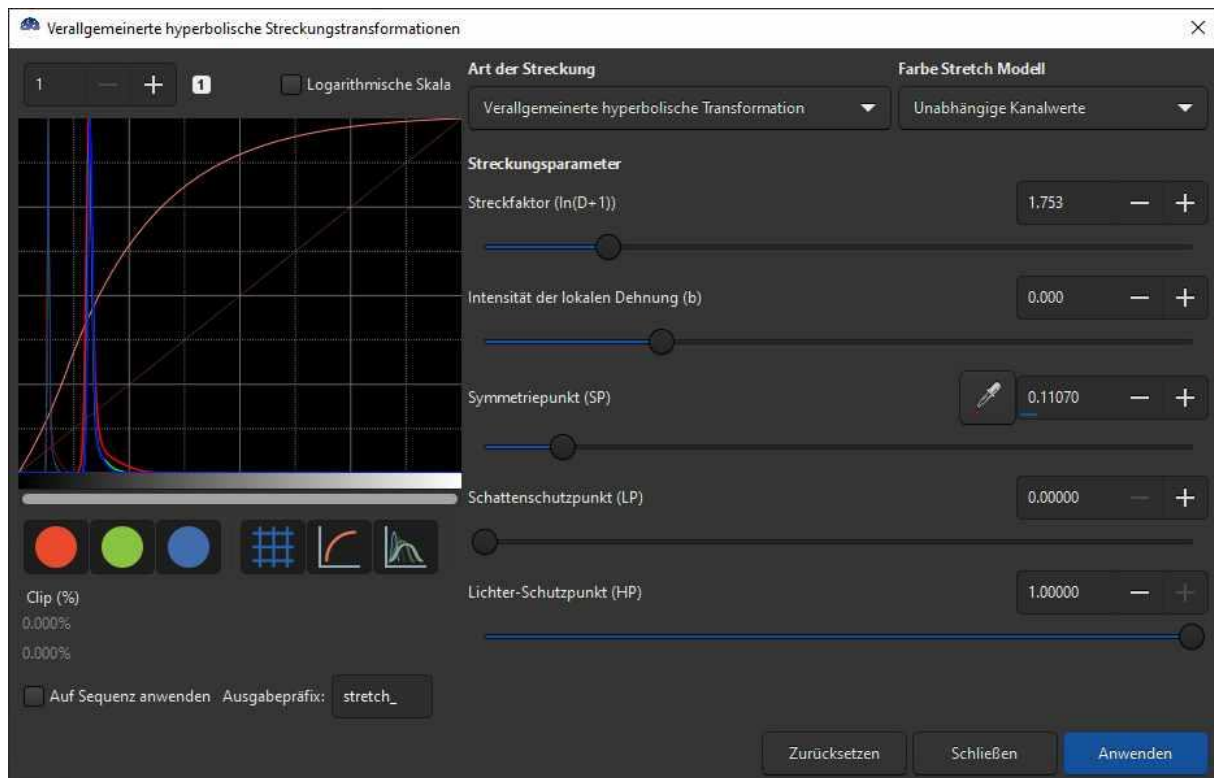 Verallgemeinerte hyperbolische Streckungstransformationen
1
1
Logarithmische Skala
Art der Streckung
Farbe Stretch Modell
Verallgemeinerte hyperbolische Transformation
Unabhängige Kanalwerte
Streckungsparameter
Streckfaktor (ln(D+1))
1.753
Intensität der lokalen Dehnung (b)
0.000
Symmetriepunkt (SP)
0.11070
Schattenschutzpunkt (LP)
0.00000
Lichter-Schutzpunkt (HP)
1.00000
Clip (%)
0.000%
0.000%
Auf Sequenz anwenden
Ausgabepräfix:
stretch_
Zurücksetzen
Schließen
Anwenden